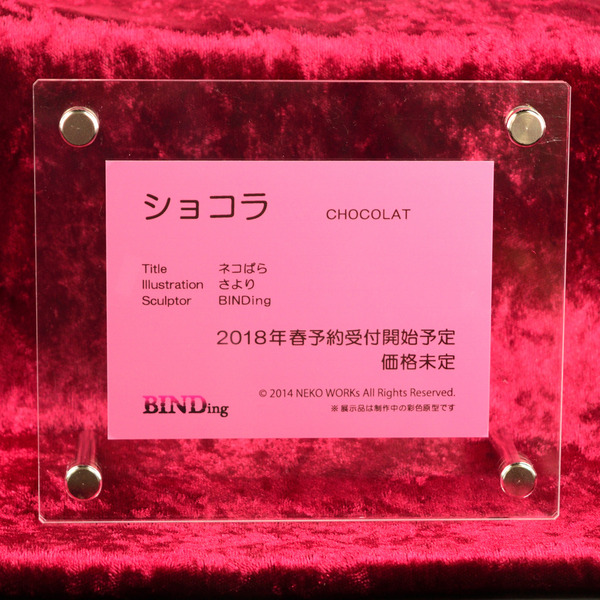 ショコラ CHOCOLAT
Title ネコぱら
Illustration さより
Sculptor BINDing
2018年春予約受付開始予定
価格未定
© 2014 NEKO WORKs All Rights Reserved.
BINDing ※展示品は制作中の彩色原型です